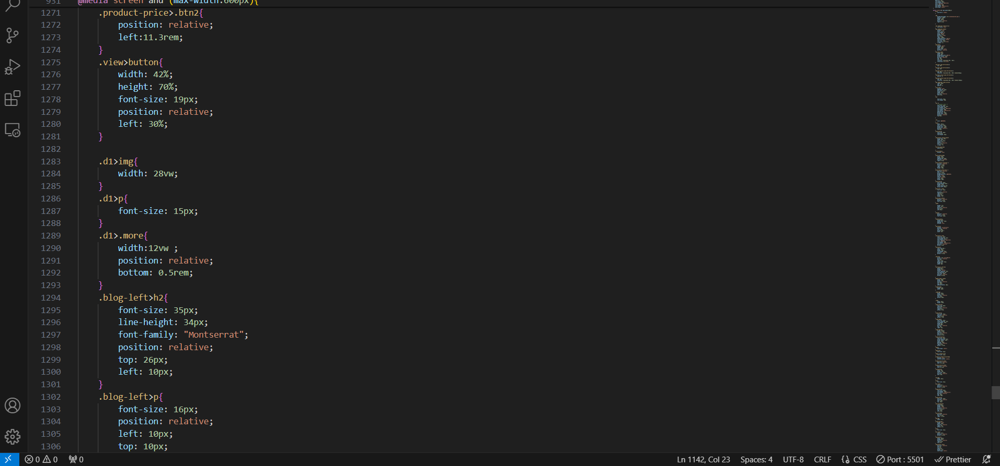 931 @media screen and (max-width:600px){
1271 .product-price>.btn2{
1272 position: relative;
1273 left:11.3rem;
1274 }
1275 .view>button{
1276 width: 42%;
1277 height: 70%;
1278 font-size: 19px;
1279 position: relative;
1280 left: 30%;
1281 }
1282
1283 .d1>img{
1284 width: 28vw;
1285 }
1286 .d1>p{
1287 font-size: 15px;
1288 }
1289 .d1>.more{
1290 width:12vw ;
1291 position: relative;
1292 bottom: 0.5rem;
1293 }
1294 .blog-left>h2{
1295 font-size: 35px;
1296 line-height: 34px;
1297 font-family: "Montserrat";
1298 position: relative;
1299 top: 26px;
1300 left: 10px;
1301 }
1302 .blog-left>p{
1303 font-size: 16px;
1304 position: relative;
1305 left: 10px;
1306 top: 10px;
0 0 0 Ln 1142, Col 23 Spaces: 4 UTF-8 CRLF {} CSS Port : 5501 Prettier